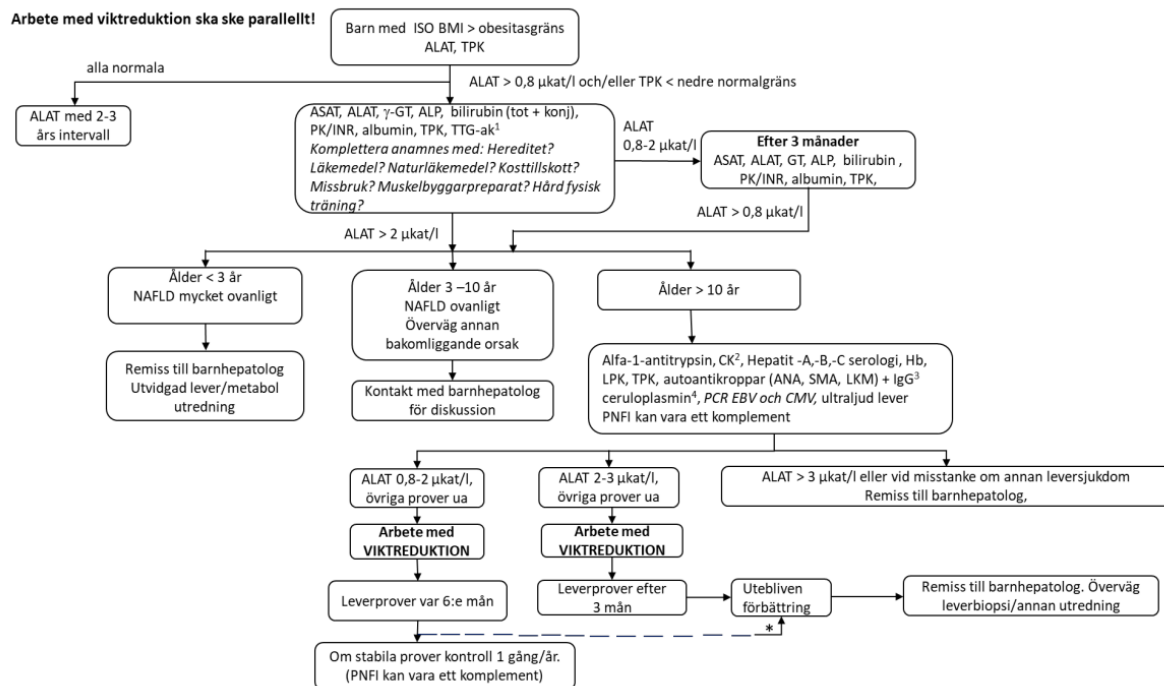 Arbete med viktreduktion ska ske parallellt!
Barn med ISO BMI > obesitasgräns
ALAT, TPK
alla normala
ALAT > 0,8 µkat/l och/eller TPK < nedre normalgräns
ALAT med 2-3
års intervall
ASAT, ALAT, γ-GT, ALP, bilirubin (tot + konj),
PK/INR, albumin, TPK, TTG-ak¹
Komplettera anamnes med: Hereditet?
Läkemedel? Naturläkemedel? Kosttillskott?
Missbruk? Muskelbyggarpreparat? Hård fysisk
träning?
ALAT
0,8-2 µkat/l
Efter 3 månader
ASAT, ALAT, GT, ALP, bilirubin ,
PK/INR, albumin, TPK,
ALAT > 0,8 µkat/l
ALAT > 2 µkat/l
Ålder < 3 år
NAFLD mycket ovanligt
Ålder 3 –10 år
NAFLD ovanligt
Överväg annan
bakomliggande orsak
Ålder > 10 år
Remiss till barnhepatolog
Utvidgad lever/metabol
utredning
Kontakt med barnhepatolog
för diskussion
Alfa-1-antitrypsin, CK², Hepatit -A,-B,-C serologi, Hb,
LPK, TPK, autoantikroppar (ANA, SMA, LKM) + IgG³
ceruloplasmin⁴, PCR EBV och CMV, ultraljud lever
PNFI kan vara ett komplement
ALAT 0,8-2 µkat/l,
övriga prover ua
ALAT 2-3 µkat/l,
övriga prover ua
ALAT > 3 µkat/l eller vid misstanke om annan leversjukdom
Remiss till barnhepatolog,
Arbete med
VIKTREDUKTION
Arbete med
VIKTREDUKTION
Leverprover var 6:e mån
Leverprover efter
3 mån
Utebliven
förbättring
Remiss till barnhepatolog. Överväg
leverbiopsi/annan utredning
*
Om stabila prover kontroll 1 gång/år.
(PNFI kan vara ett komplement)